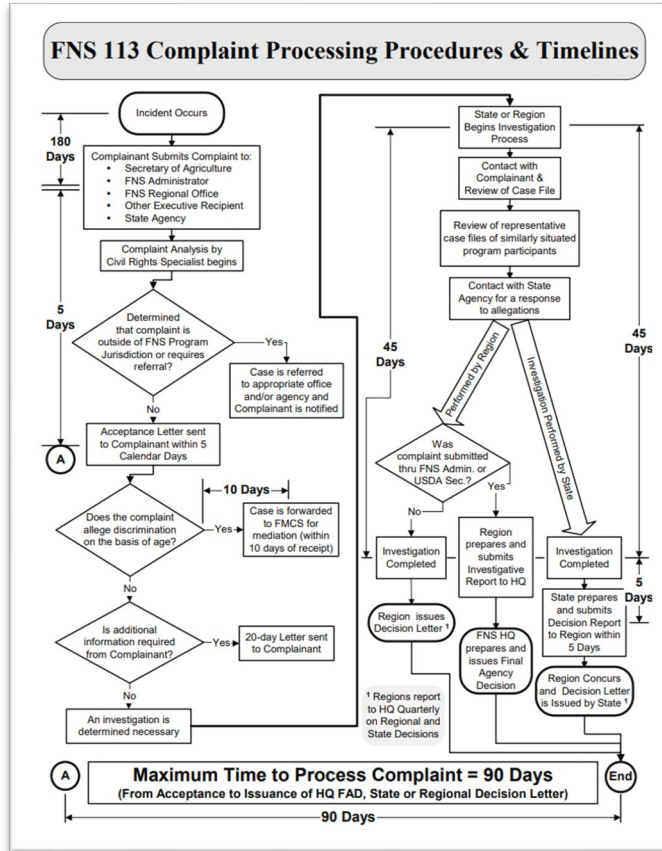 FNS 113 Complaint Processing Procedures & Timelines
Incident Occurs
180
Days
Complainant Submits Complaint to:
• Secretary of Agriculture
• FNS Administrator
• FNS Regional Office
• Other Executive Recipient
• State Agency
Complaint Analysis by
Civil Rights Specialist begins
5
Days
Determined
that complaint is
outside of FNS Program
Jurisdiction or requires
referral?
Yes
Case is referred
to appropriate office
and/or agency and
Complainant is notified
No
Acceptance Letter sent
to Complainant within 5
Calendar Days
A
10 Days
Does the complaint
allege discrimination
on the basis of age?
Yes
Case is forwarded
to FMCS for
mediation (within
10 days of receipt)
No
Is additional
information required
from Complainant?
Yes
20-day Letter sent
to Complainant
No
An investigation is
determined necessary
State or Region
Begins Investigation
Process
Contact with
Complainant &
Review of Case File
Review of representative
case files of similarly situated
program participants
Contact with State
Agency for a response
to allegations
45
Days
45
Days
Performed by Region
Investigation Performed by State
Was
complaint submitted
thru FNS Admin. or
USDA Sec.?
No
Yes
Investigation
Completed
Region issues
Decision Letter ¹
Region
prepares and
submits
Investigative
Report to HQ
FNS HQ
prepares and
issues Final
Agency
Decision
Investigation
Completed
5
Days
State prepares
and submits
Decision Report
to Region within
5 Days
Region Concurs
and Decision Letter
is Issued by State ¹
¹ Regions report
to HQ Quarterly
on Regional and
State Decisions
A
Maximum Time to Process Complaint = 90 Days
(From Acceptance to Issuance of HQ FAD, State or Regional Decision Letter)
End
90 Days